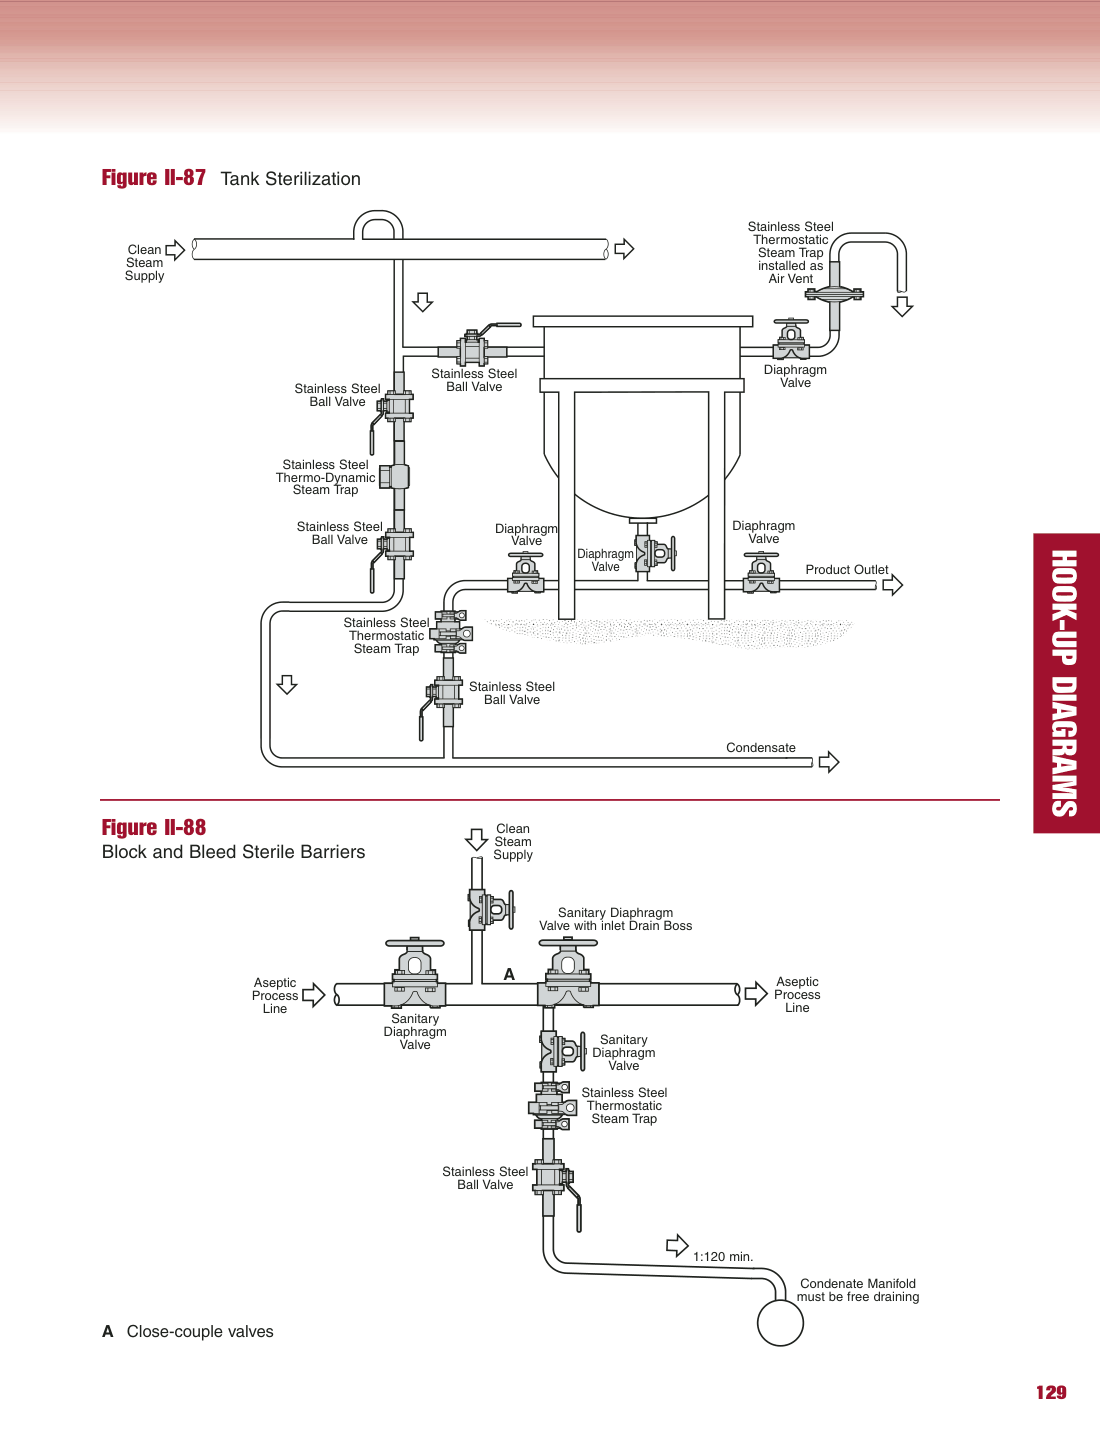 Figure II-87 Tank Sterilization
Clean
Steam
Supply
Stainless Steel
Thermostatic
Steam Trap
installed as
Air Vent
Stainless Steel
Ball Valve
Diaphragm
Valve
Stainless Steel
Ball Valve
Stainless Steel
Thermo-Dynamic
Steam Trap
Stainless Steel
Ball Valve
Diaphragm
Valve
Diaphragm
Valve
Diaphragm
Valve
Product Outlet
Stainless Steel
Thermostatic
Steam Trap
Stainless Steel
Ball Valve
Condensate
HOOK-UP DIAGRAMS
Figure II-88
Block and Bleed Sterile Barriers
Clean
Steam
Supply
Sanitary Diaphragm
Valve with inlet Drain Boss
A
Aseptic
Process
Line
Aseptic
Process
Line
Sanitary
Diaphragm
Valve
Sanitary
Diaphragm
Valve
Stainless Steel
Thermostatic
Steam Trap
Stainless Steel
Ball Valve
1:120 min.
Condenate Manifold
must be free draining
A Close-couple valves
129